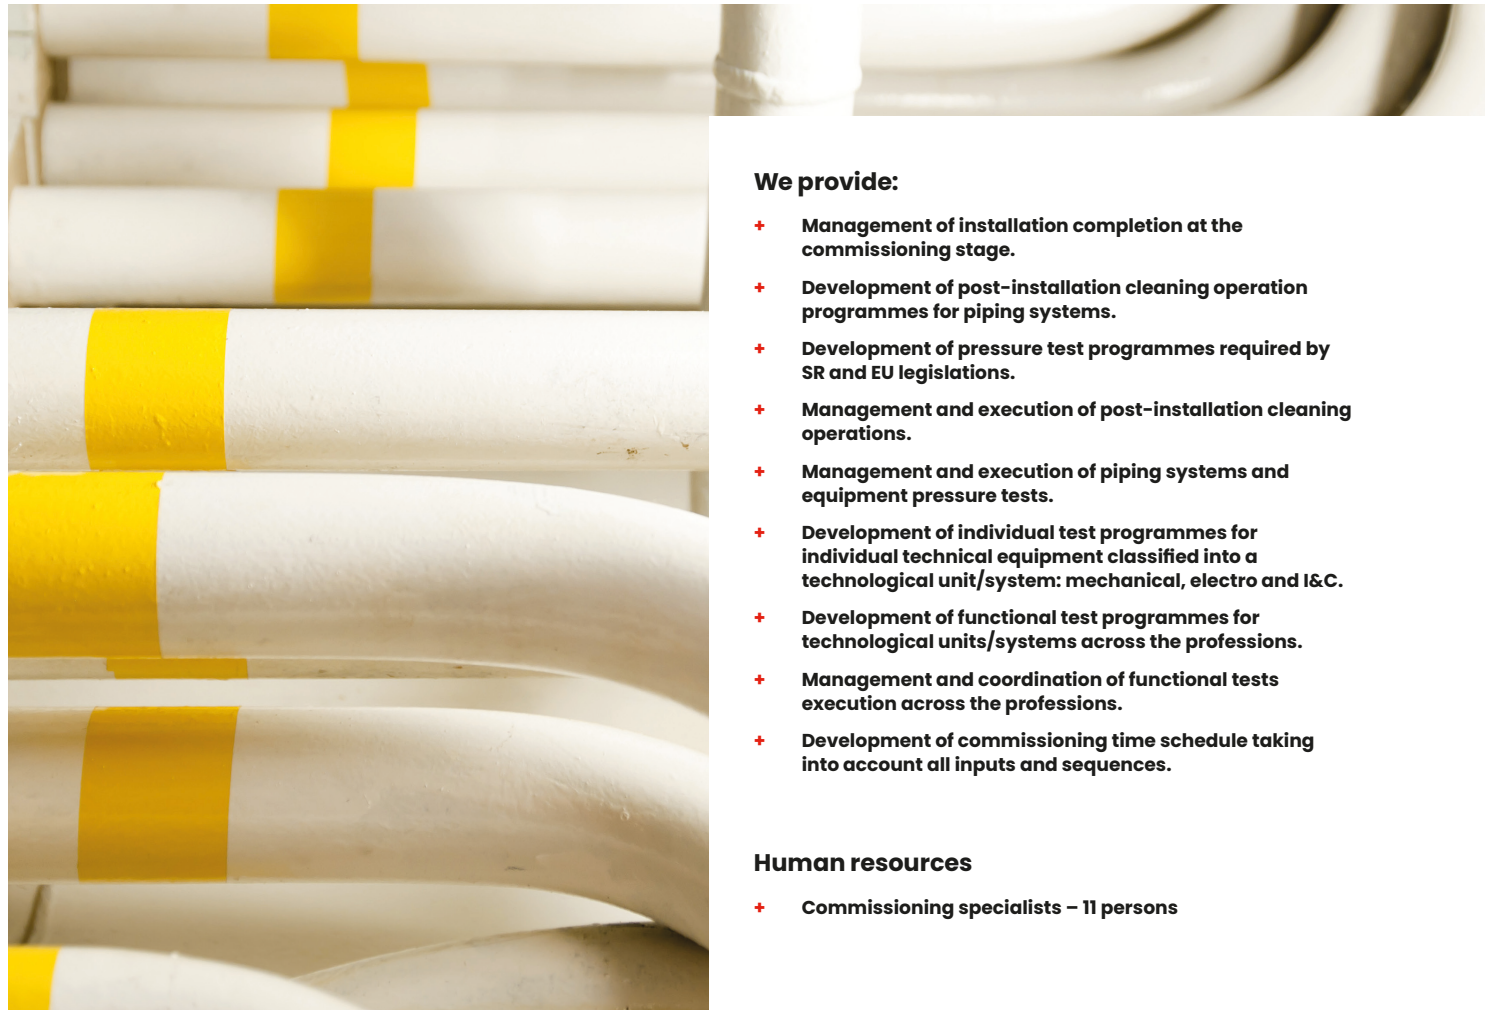 We provide:
+ Management of installation completion at the
commissioning stage.
+ Development of post-installation cleaning operation
programmes for piping systems.
+ Development of pressure test programmes required by
SR and EU legislations.
+ Management and execution of post-installation cleaning
operations.
+ Management and execution of piping systems and
equipment pressure tests.
+ Development of individual test programmes for
individual technical equipment classified into a
technological unit/system: mechanical, electro and I&C.
+ Development of functional test programmes for
technological units/systems across the professions.
+ Management and coordination of functional tests
execution across the professions.
+ Development of commissioning time schedule taking
into account all inputs and sequences.
Human resources
+ Commissioning specialists – 11 persons